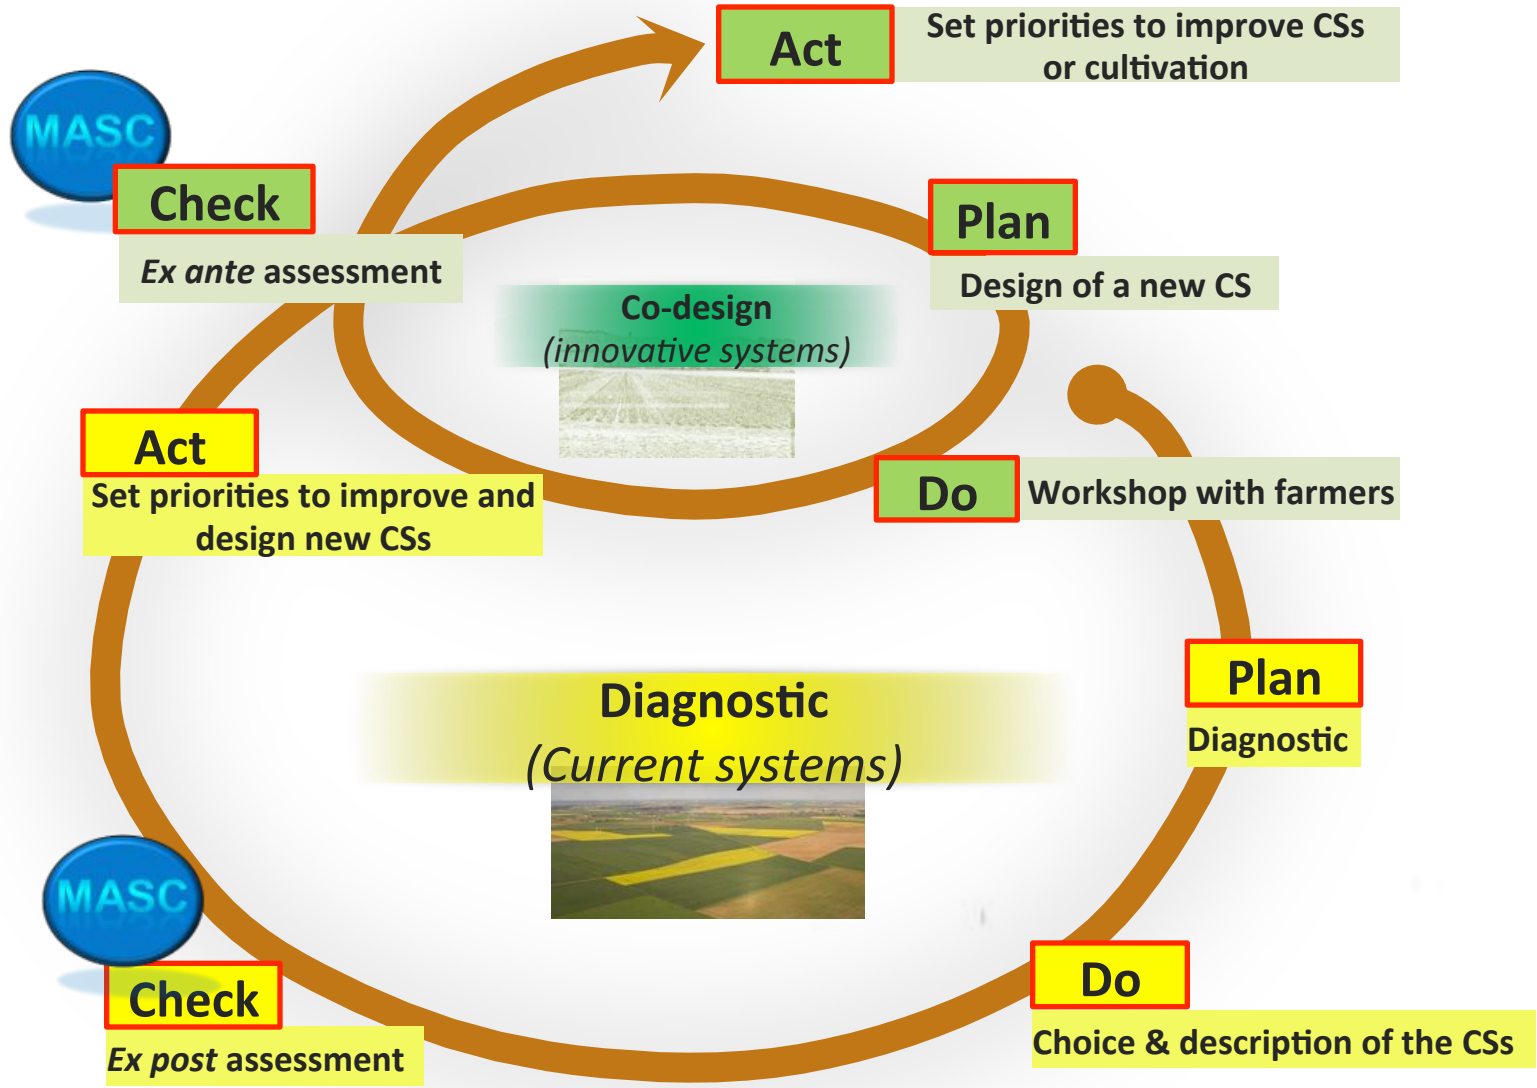 Act
Set priorities to improve CSs
or cultivation
MASC
Check
Ex ante assessment
Plan
Design of a new CS
Co-design
(innovative systems)
Act
Set priorities to improve and
design new CSs
Do
Workshop with farmers
Plan
Diagnostic
Diagnostic
(Current systems)
MASC
Check
Ex post assessment
Do
Choice & description of the CSs